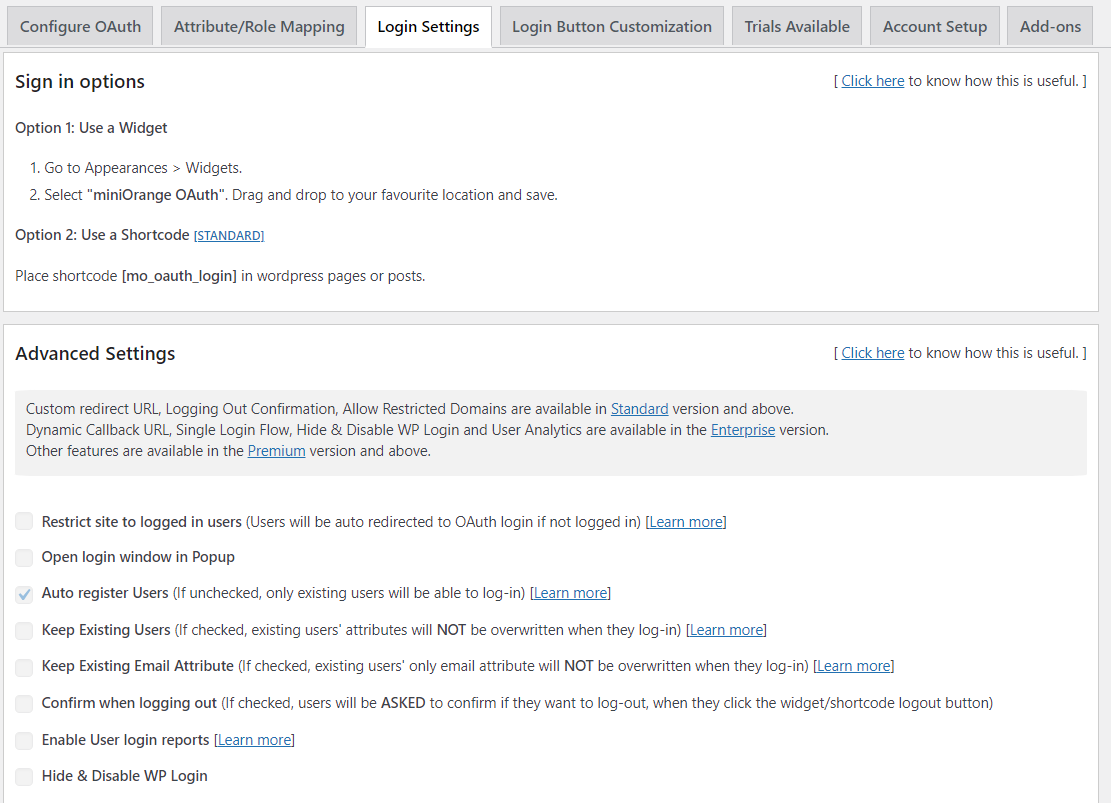 Configure OAuth
Attribute/Role Mapping
Login Settings
Login Button Customization
Trials Available
Account Setup
Add-ons
Sign in options
[ Click here to know how this is useful. ]
Option 1: Use a Widget
1. Go to Appearances > Widgets.
2. Select "miniOrange OAuth". Drag and drop to your favourite location and save.
Option 2: Use a Shortcode [STANDARD]
Place shortcode [mo_oauth_login] in wordpress pages or posts.
Advanced Settings
[ Click here to know how this is useful. ]
Custom redirect URL, Logging Out Confirmation, Allow Restricted Domains are available in Standard version and above.
Dynamic Callback URL, Single Login Flow, Hide & Disable WP Login and User Analytics are available in the Enterprise version.
Other features are available in the Premium version and above.
Restrict site to logged in users (Users will be auto redirected to OAuth login if not logged in) [Learn more]
Open login window in Popup
Auto register Users (If unchecked, only existing users will be able to log-in) [Learn more]
Keep Existing Users (If checked, existing users' attributes will NOT be overwritten when they log-in) [Learn more]
Keep Existing Email Attribute (If checked, existing users' only email attribute will NOT be overwritten when they log-in) [Learn more]
Confirm when logging out (If checked, users will be ASKED to confirm if they want to log-out, when they click the widget/shortcode logout button)
Enable User login reports [Learn more]
Hide & Disable WP Login